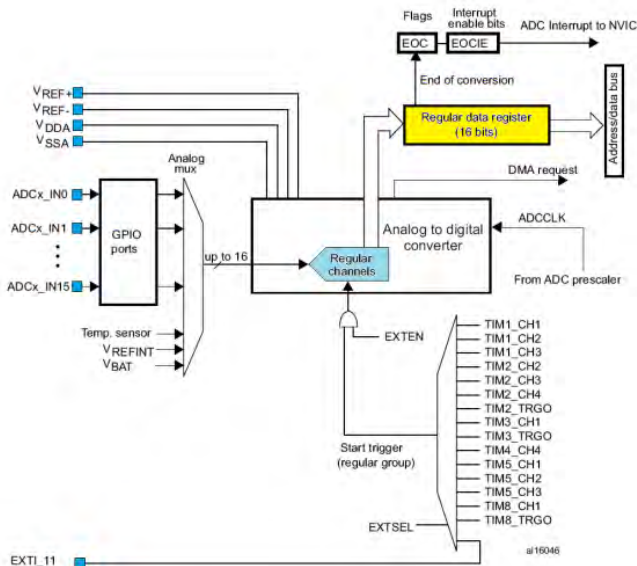 Flags
Interrupt
enable bits
EOC
EOCIE
ADC Interrupt to NVIC
End of conversion
VREF+
VREF-
VDDA
VSSA
Regular data register
(16 bits)
Address/data bus
Analog
mux
DMA request
ADCx_IN0
ADCx_IN1
ADCx_IN15
GPIO
ports
up to 16
Analog to digital
converter
Regular
channels
ADCCLK
From ADC prescaler
Temp. sensor
VREFINT
VBAT
EXTEN
Start trigger
(regular group)
TIM1_CH1
TIM1_CH2
TIM1_CH3
TIM2_CH2
TIM2_CH3
TIM2_CH4
TIM2_TRGO
TIM3_CH1
TIM3_TRGO
TIM4_CH4
TIM5_CH1
TIM5_CH2
TIM5_CH3
TIM8_CH1
TIM8_TRGO
EXTSEL
ai16046
EXTI_11